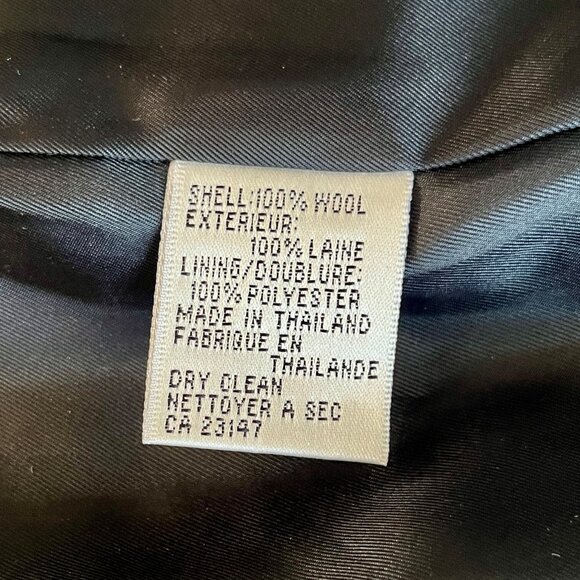 SHELL:100% WOOL
EXTERIEUR:
100% LAINE
LINING/DOUBLURE:
100% POLYESTER
MADE IN THAILAND
FABRIQUE EN
THAILANDE
DRY CLEAN
NETTOYER A SEC
CA 23147